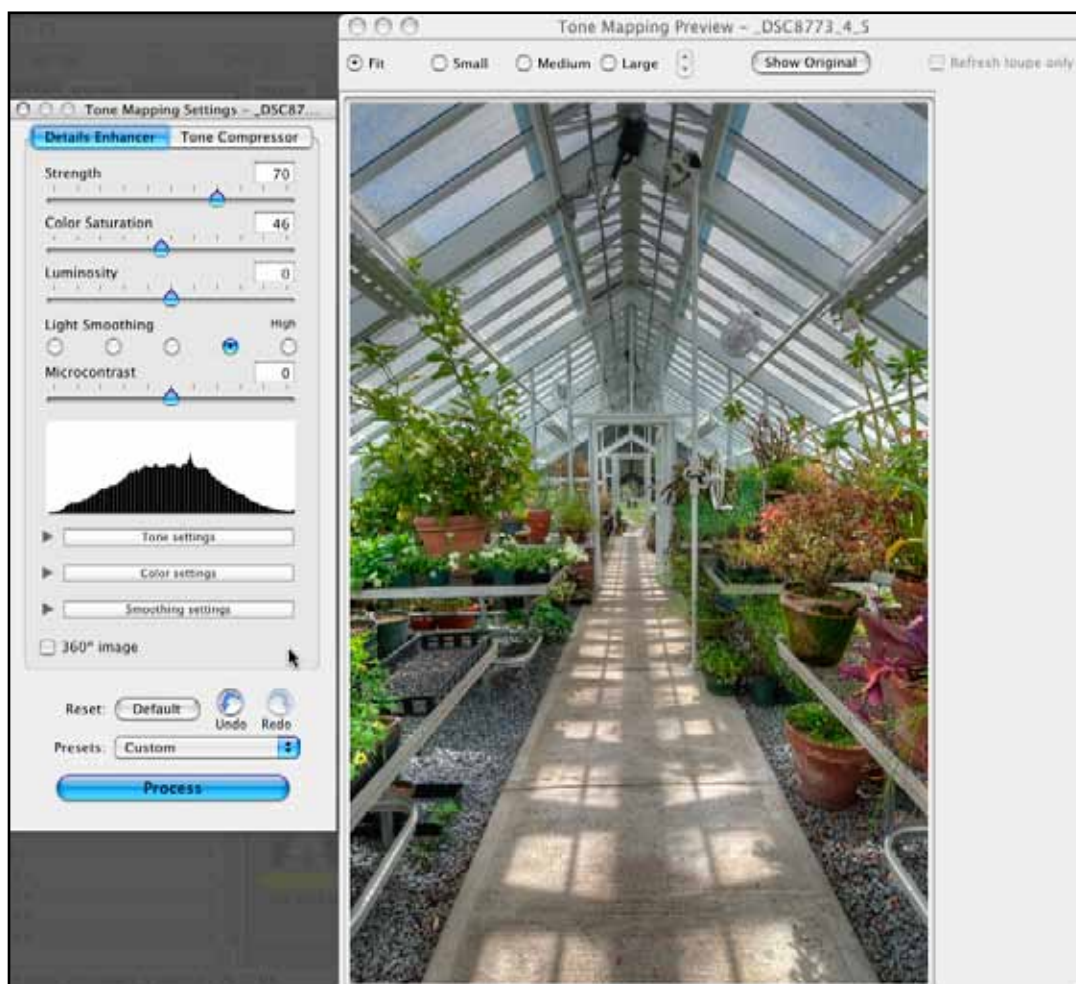 Tone Mapping Preview – _DSC8773_4_5
Fit Small Medium Large Show Original Refresh loupe only
Tone Mapping Settings – _DSC87...
Details Enhancer Tone Compressor
Strength 70
Color Saturation 46
Luminosity 0
Light Smoothing High
Microcontrast 0
Tone settings
Color settings
Smoothing settings
360° image
Reset: Default Undo Redo
Presets: Custom
Process